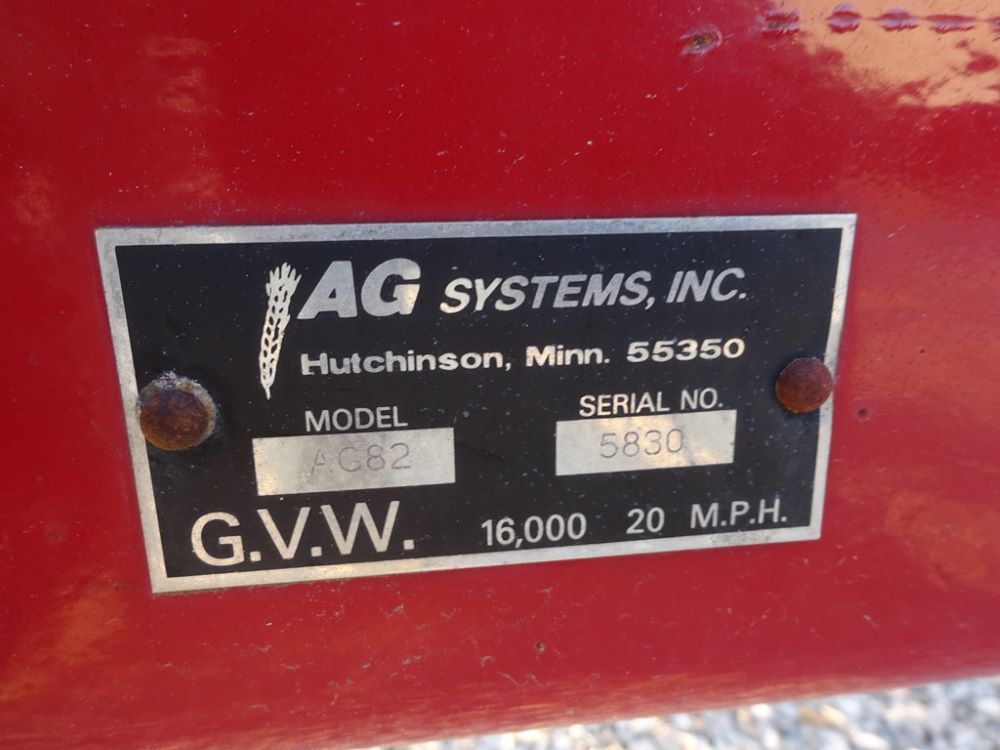 AG SYSTEMS, INC.
Hutchinson, Minn. 55350
MODEL SERIAL NO.
AG82 5830
G.V.W. 16,000 20 M.P.H.